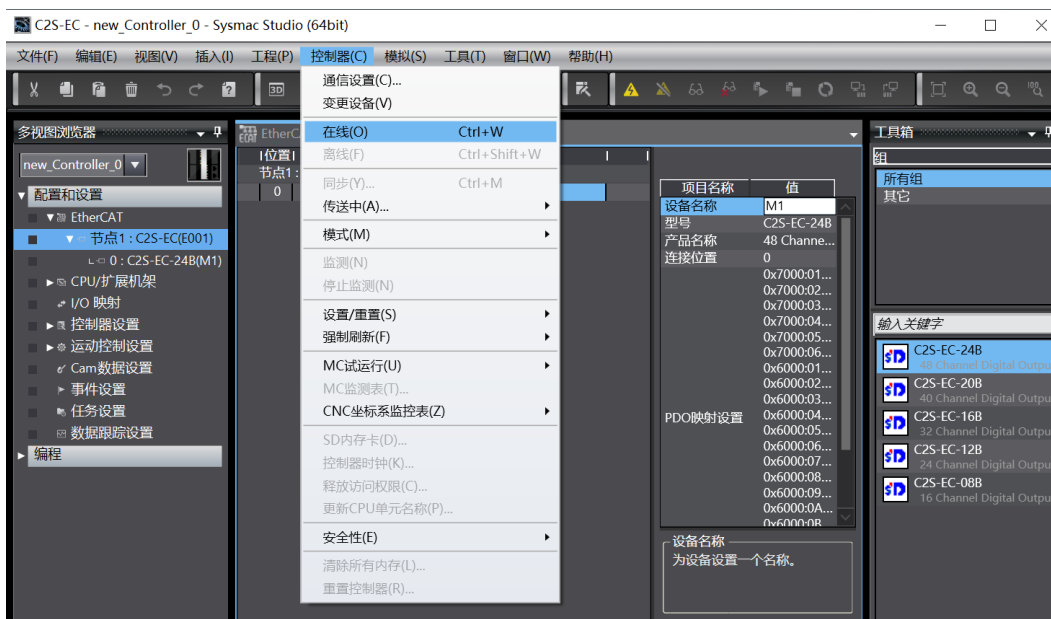 C2S-EC - new_Controller_0 - Sysmac Studio (64bit)
文件(F) 编辑(E) 视图(V) 插入(I) 工程(P) 控制器(C) 模拟(S) 工具(T) 窗口(W) 帮助(H)
3D
多视图浏览器
new_Controller_0
配置和设置
EtherCAT
节点1 : C2S-EC(E001)
0 : C2S-EC-24B(M1)
CPU/扩展机架
I/O 映射
控制器设置
运动控制设置
Cam数据设置
事件设置
任务设置
数据跟踪设置
编程
EtherC
位置
节点1 :
0
通信设置(C)...
变更设备(V)
在线(O) Ctrl+W
离线(F) Ctrl+Shift+W
同步(Y)... Ctrl+M
传送中(A)...
模式(M)
监测(N)
停止监测(N)
设置/重置(S)
强制刷新(F)
MC试运行(U)
MC监测表(T)...
CNC坐标系监控表(Z)
SD内存卡(D)...
控制器时钟(K)...
释放访问权限(C)...
更新CPU单元名称(P)...
安全性(E)
清除所有内存(L)...
重置控制器(R)...
项目名称 值
设备名称 M1
型号 C2S-EC-24B
产品名称 48 Channe...
连接位置 0
0x7000:01...
0x7000:02...
0x7000:03...
0x7000:04...
0x7000:05...
0x7000:06...
0x6000:01...
0x6000:02...
0x6000:03...
PDO映射设置 0x6000:04...
0x6000:05...
0x6000:06...
0x6000:07...
0x6000:08...
0x6000:09...
0x6000:0A...
0x6000:0B
设备名称
为设备设置一个名称。
工具箱
组
所有组
其它
输入关键字
C2S-EC-24B
48 Channel Digital Outpu
C2S-EC-20B
40 Channel Digital Outpu
C2S-EC-16B
32 Channel Digital Outpu
C2S-EC-12B
24 Channel Digital Outpu
C2S-EC-08B
16 Channel Digital Outpu